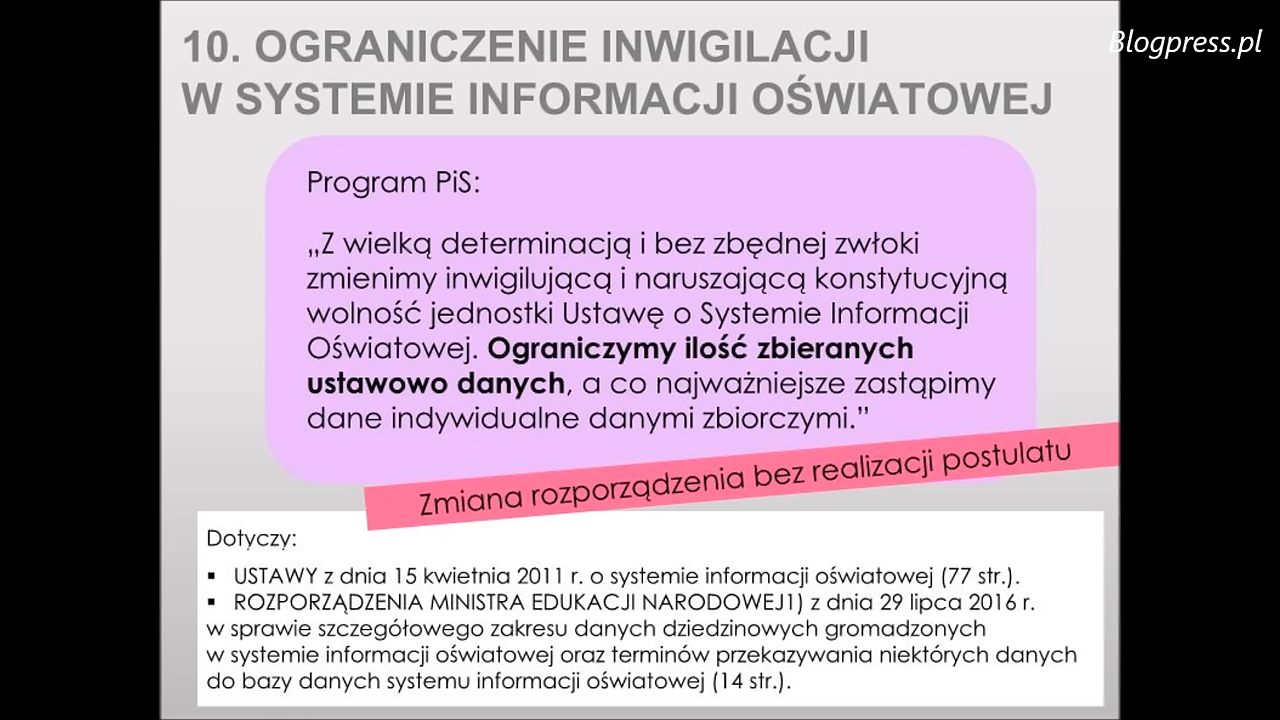 10. OGRANICZENIE INWIGILACJI
W SYSTEMIE INFORMACJI OŚWIATOWEJ
Blogpress.pl
Program PiS:
„Z wielką determinacją i bez zbędnej zwłoki
zmienimy inwigilującą i naruszającą konstytucyjną
wolność jednostki Ustawę o Systemie Informacji
Oświatowej. Ograniczymy ilość zbieranych
ustawowo danych, a co najważniejsze zastąpimy
dane indywidualne danymi zbiorczymi.”
Zmiana rozporządzenia bez realizacji postulatu
Dotyczy:
▪ USTAWY z dnia 15 kwietnia 2011 r. o systemie informacji oświatowej (77 str.).
▪ ROZPORZĄDZENIA MINISTRA EDUKACJI NARODOWEJ1) z dnia 29 lipca 2016 r.
w sprawie szczegółowego zakresu danych dziedzinowych gromadzonych
w systemie informacji oświatowej oraz terminów przekazywania niektórych danych
do bazy danych systemu informacji oświatowej (14 str.).